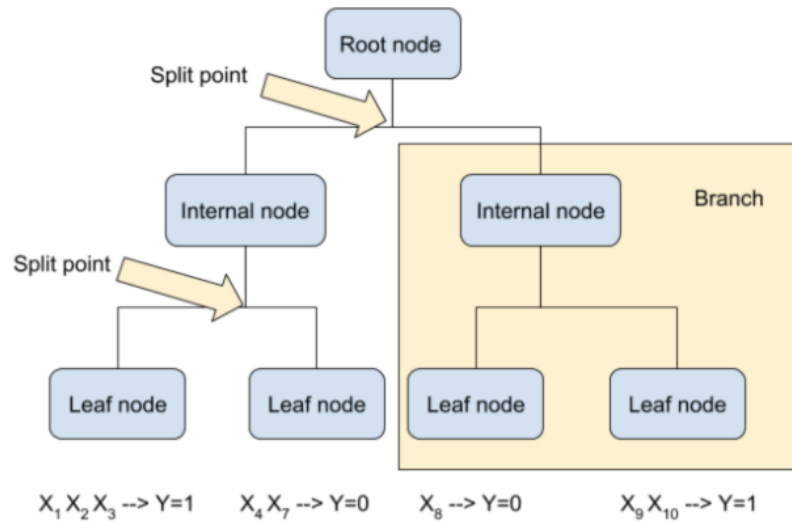 Root node
Split point
Internal node
Internal node
Branch
Split point
Leaf node
Leaf node
Leaf node
Leaf node
X₁ X₂ X₃ --> Y=1
X₄ X₇ --> Y=0
X₈ --> Y=0
X₉ X₁₀ --> Y=1